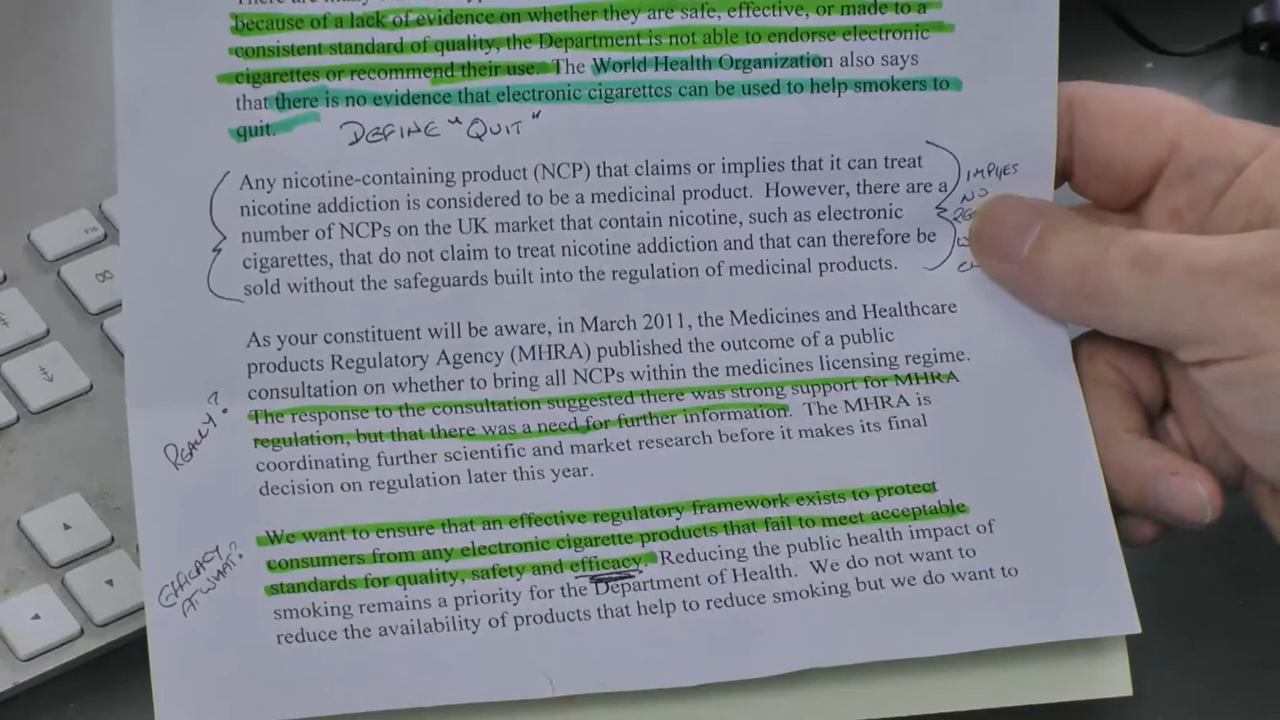 because of a lack of evidence on whether they are safe, effective, or made to a
consistent standard of quality, the Department is not able to endorse electronic
cigarettes or recommend their use. The World Health Organization also says
that there is no evidence that electronic cigarettes can be used to help smokers to
quit. DEFINE "QUIT"
Any nicotine-containing product (NCP) that claims or implies that it can treat
nicotine addiction is considered to be a medicinal product. However, there are a
number of NCPs on the UK market that contain nicotine, such as electronic
cigarettes, that do not claim to treat nicotine addiction and that can therefore be
sold without the safeguards built into the regulation of medicinal products.
IMPLIES
NO
As your constituent will be aware, in March 2011, the Medicines and Healthcare
products Regulatory Agency (MHRA) published the outcome of a public
consultation on whether to bring all NCPs within the medicines licensing regime.
The response to the consultation suggested there was strong support for MHRA
regulation, but that there was a need for further information. The MHRA is
coordinating further scientific and market research before it makes its final
decision on regulation later this year.
REALLY?
We want to ensure that an effective regulatory framework exists to protect
consumers from any electronic cigarette products that fail to meet acceptable
standards for quality, safety and efficacy. Reducing the public health impact of
smoking remains a priority for the Department of Health. We do not want to
reduce the availability of products that help to reduce smoking but we do want to
EFFICACY
AT WHAT?
F16